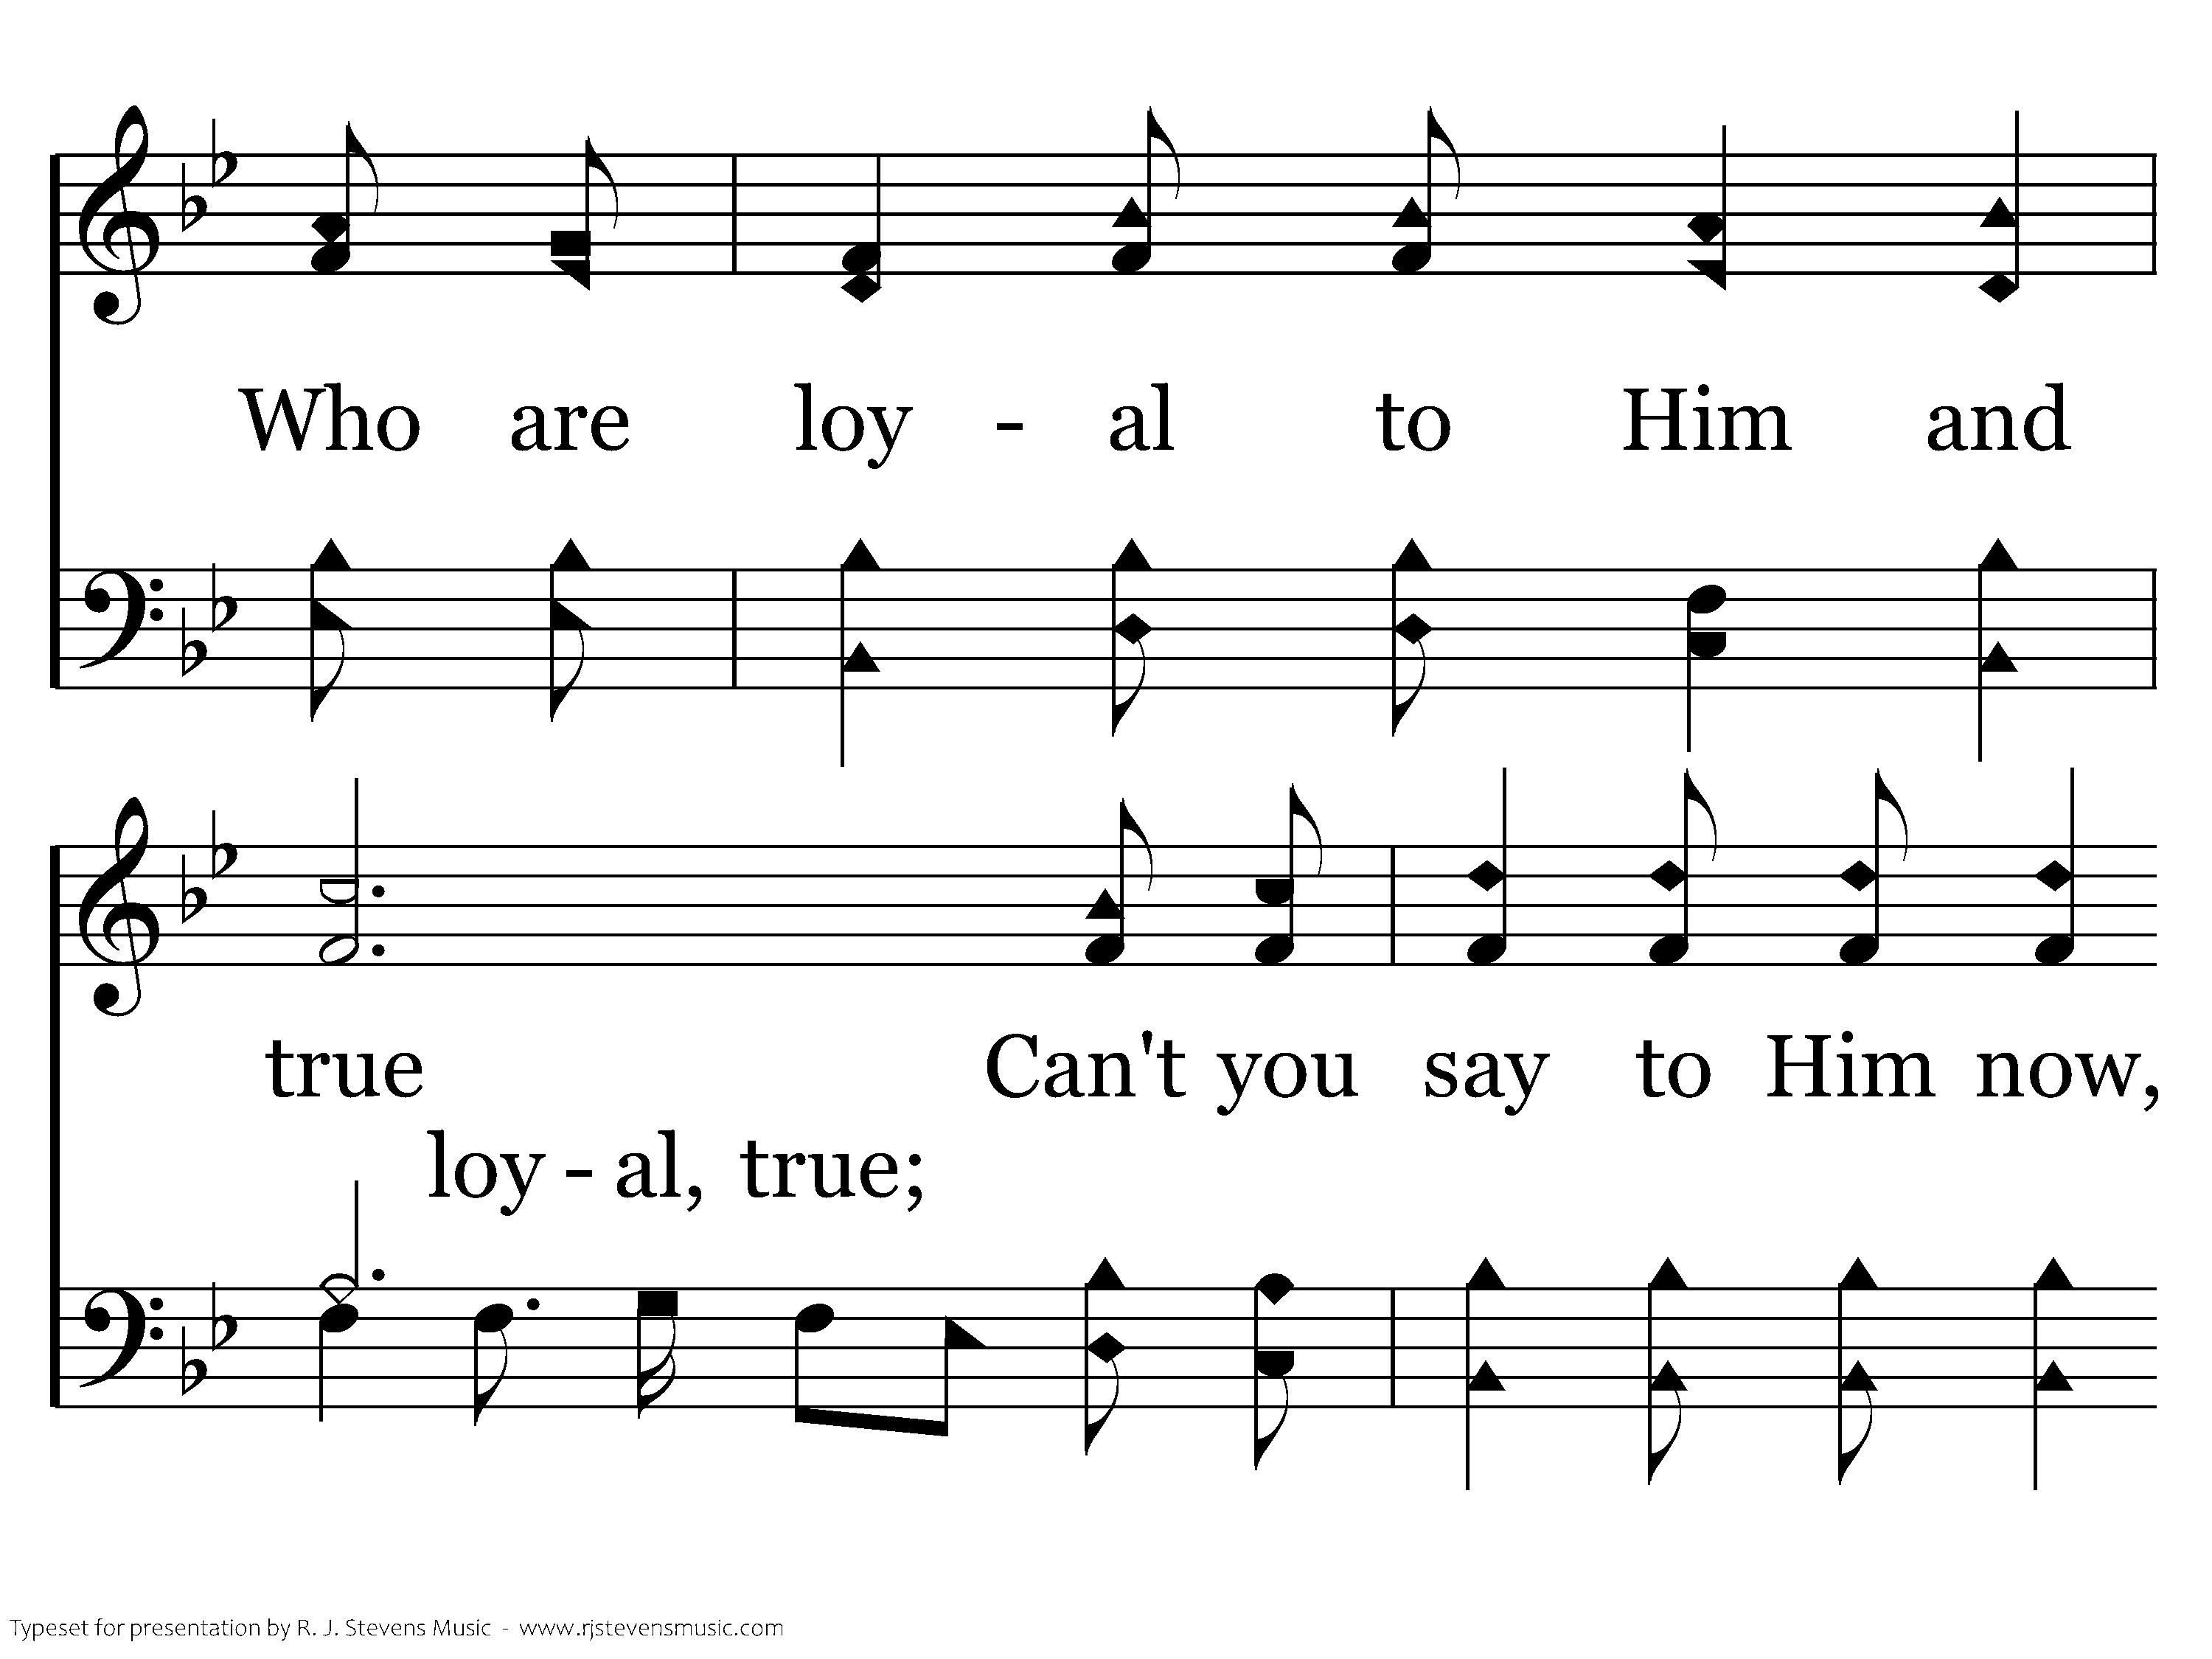 Who are loy - al to Him and
true Can't you say to Him now,
loy - al, true;
Typeset for presentation by R. J. Stevens Music - www.rjstevensmusic.com